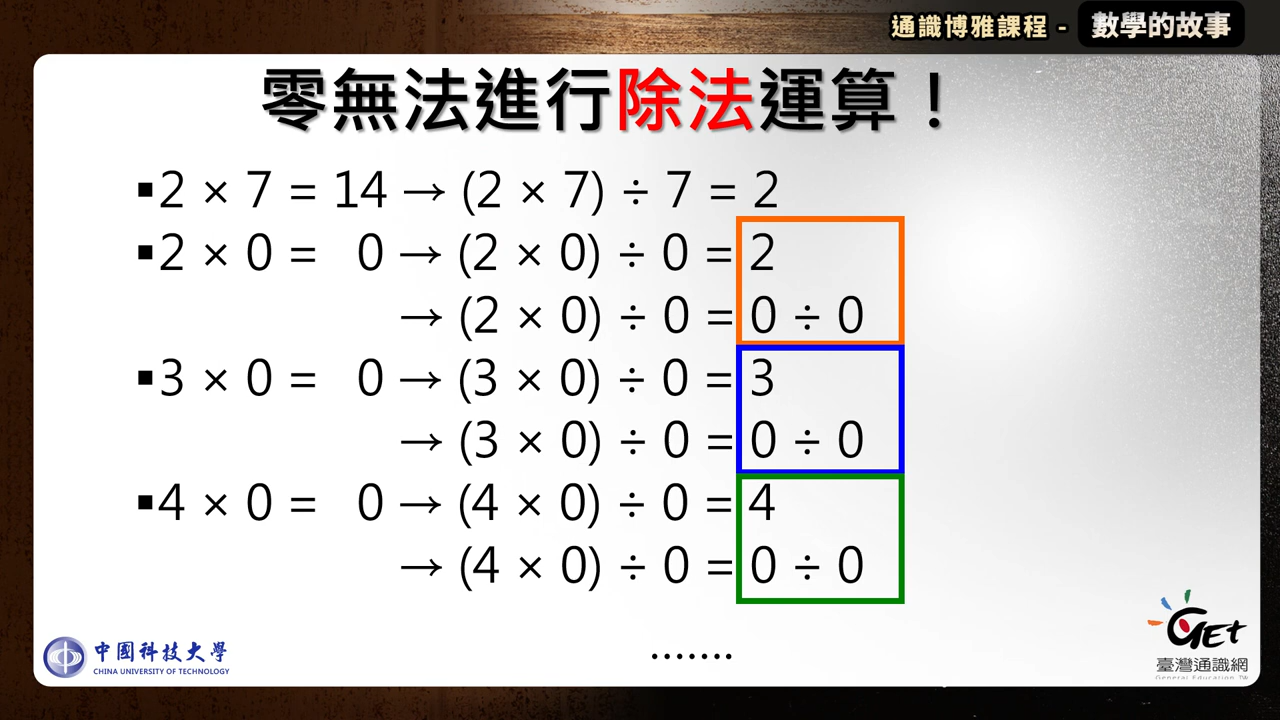 通識博雅課程 - 數學的故事
零無法進行除法運算！
▪2 × 7 = 14 → (2 × 7) ÷ 7 = 2
▪2 × 0 = 0 → (2 × 0) ÷ 0 = 2
→ (2 × 0) ÷ 0 = 0 ÷ 0
▪3 × 0 = 0 → (3 × 0) ÷ 0 = 3
→ (3 × 0) ÷ 0 = 0 ÷ 0
▪4 × 0 = 0 → (4 × 0) ÷ 0 = 4
→ (4 × 0) ÷ 0 = 0 ÷ 0
.......
中國科技大學
CHINA UNIVERSITY OF TECHNOLOGY
GET
臺灣通識網
General Education TW